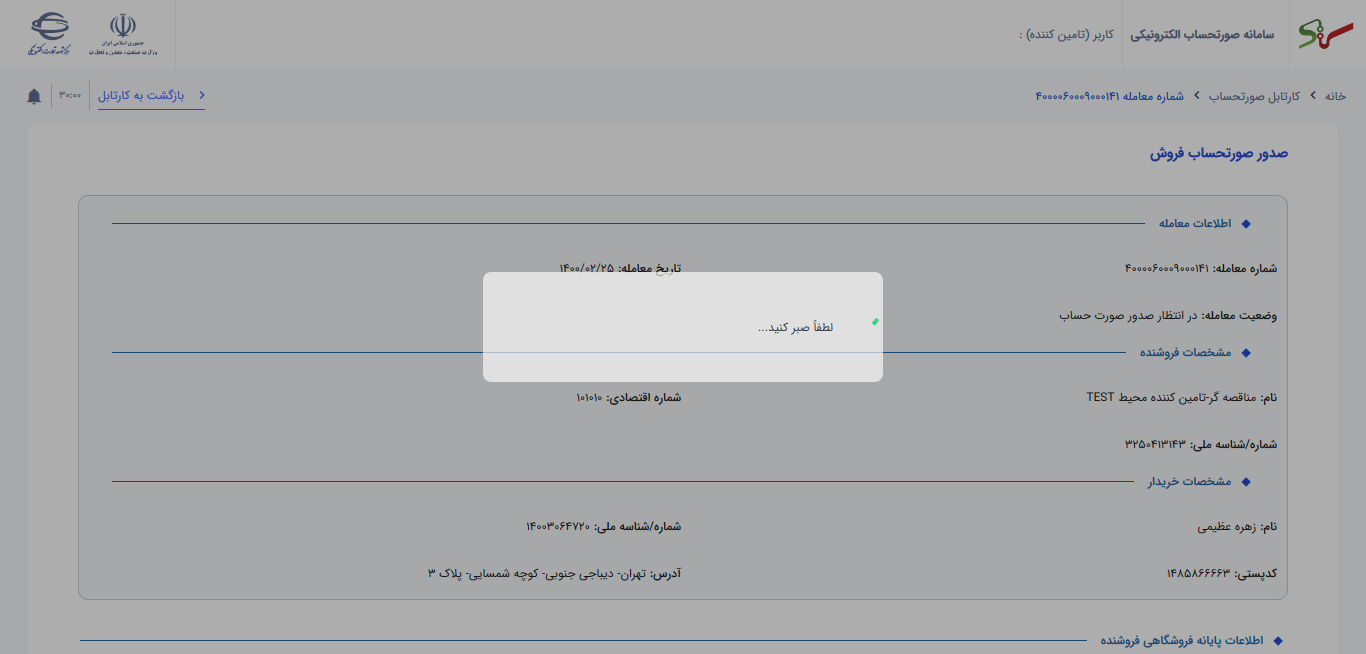 سامانه صورتحساب الکترونیکی
کاربر (تامین کننده) :
جمهوری اسلامی ایران
وزارت صنعت، معدن و تجارت
مرکز توسعه تجارت الکترونیکی
خانه
کارتابل صورتحساب
شماره معامله ۴۰۰۰۰۶۰۰۰۹۰۰۰۱۴۱
بازگشت به کارتابل
۳۰:۰۰
صدور صورتحساب فروش
اطلاعات معامله
شماره معامله: ۴۰۰۰۰۶۰۰۰۹۰۰۰۱۴۱
تاریخ معامله: ۱۴۰۰/۰۲/۲۵
وضعیت معامله: در انتظار صدور صورت حساب
لطفاً صبر کنید...
مشخصات فروشنده
نام: مناقصه گر-تامین کننده محیط TEST
شماره اقتصادی: ۱۰۱۰۱۰
شماره/شناسه ملی: ۳۲۵۰۴۱۳۱۴۳
مشخصات خریدار
نام: زهره عظیمی
شماره/شناسه ملی: ۱۴۰۰۳۰۶۴۷۲۰
کدپستی: ۱۴۸۵۸۶۶۶۶۳
آدرس: تهران- دیباجی جنوبی- کوچه شمسایی- پلاک ۳
اطلاعات پایانه فروشگاهی فروشنده